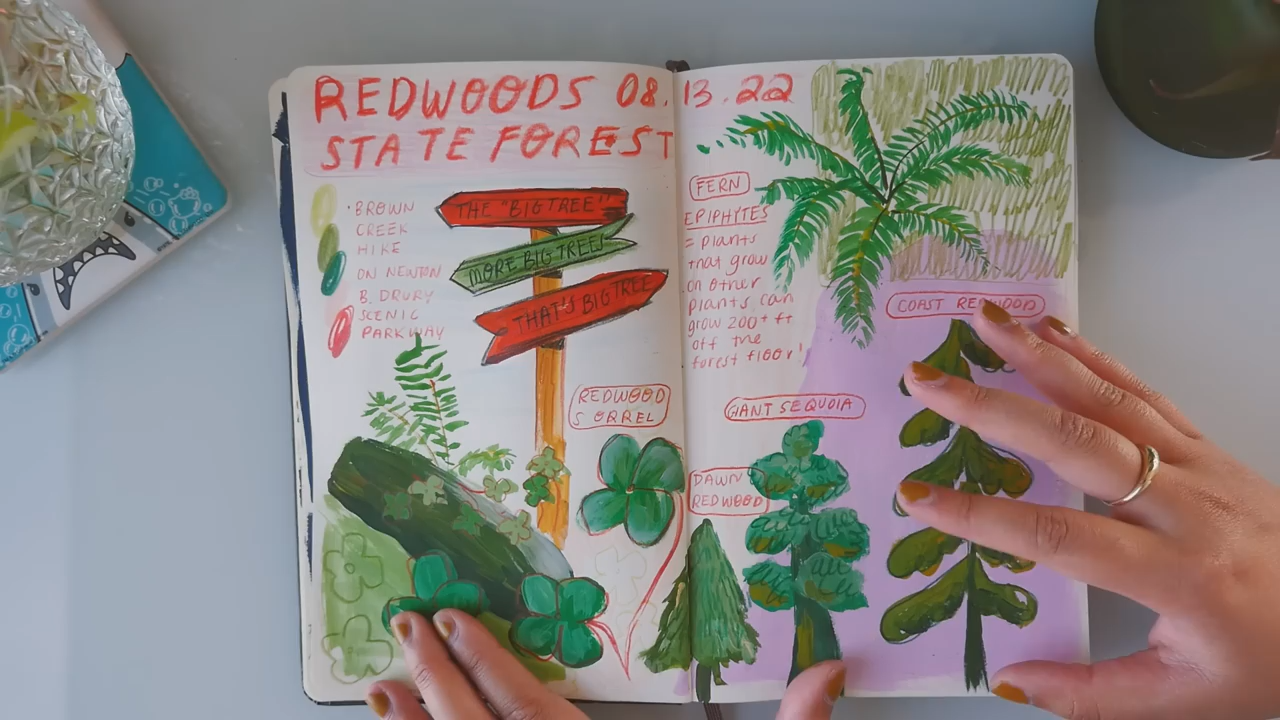 REDWOODS 08.13.22
STATE FOREST
• BROWN
CREEK
HIKE
ON NEWTON
B. DRURY
SCENIC
PARKWAY
THE "BIG TREE"
MORE BIG TREES
THAT'S BIG TREE
REDWOOD
SORREL
FERN
EPIPHYTES
= plants
that grow
on other
plants can
grow 200+ ft
off the
forest floor!
COAST REDWOOD
GIANT SEQUOIA
DAWN
REDWOOD